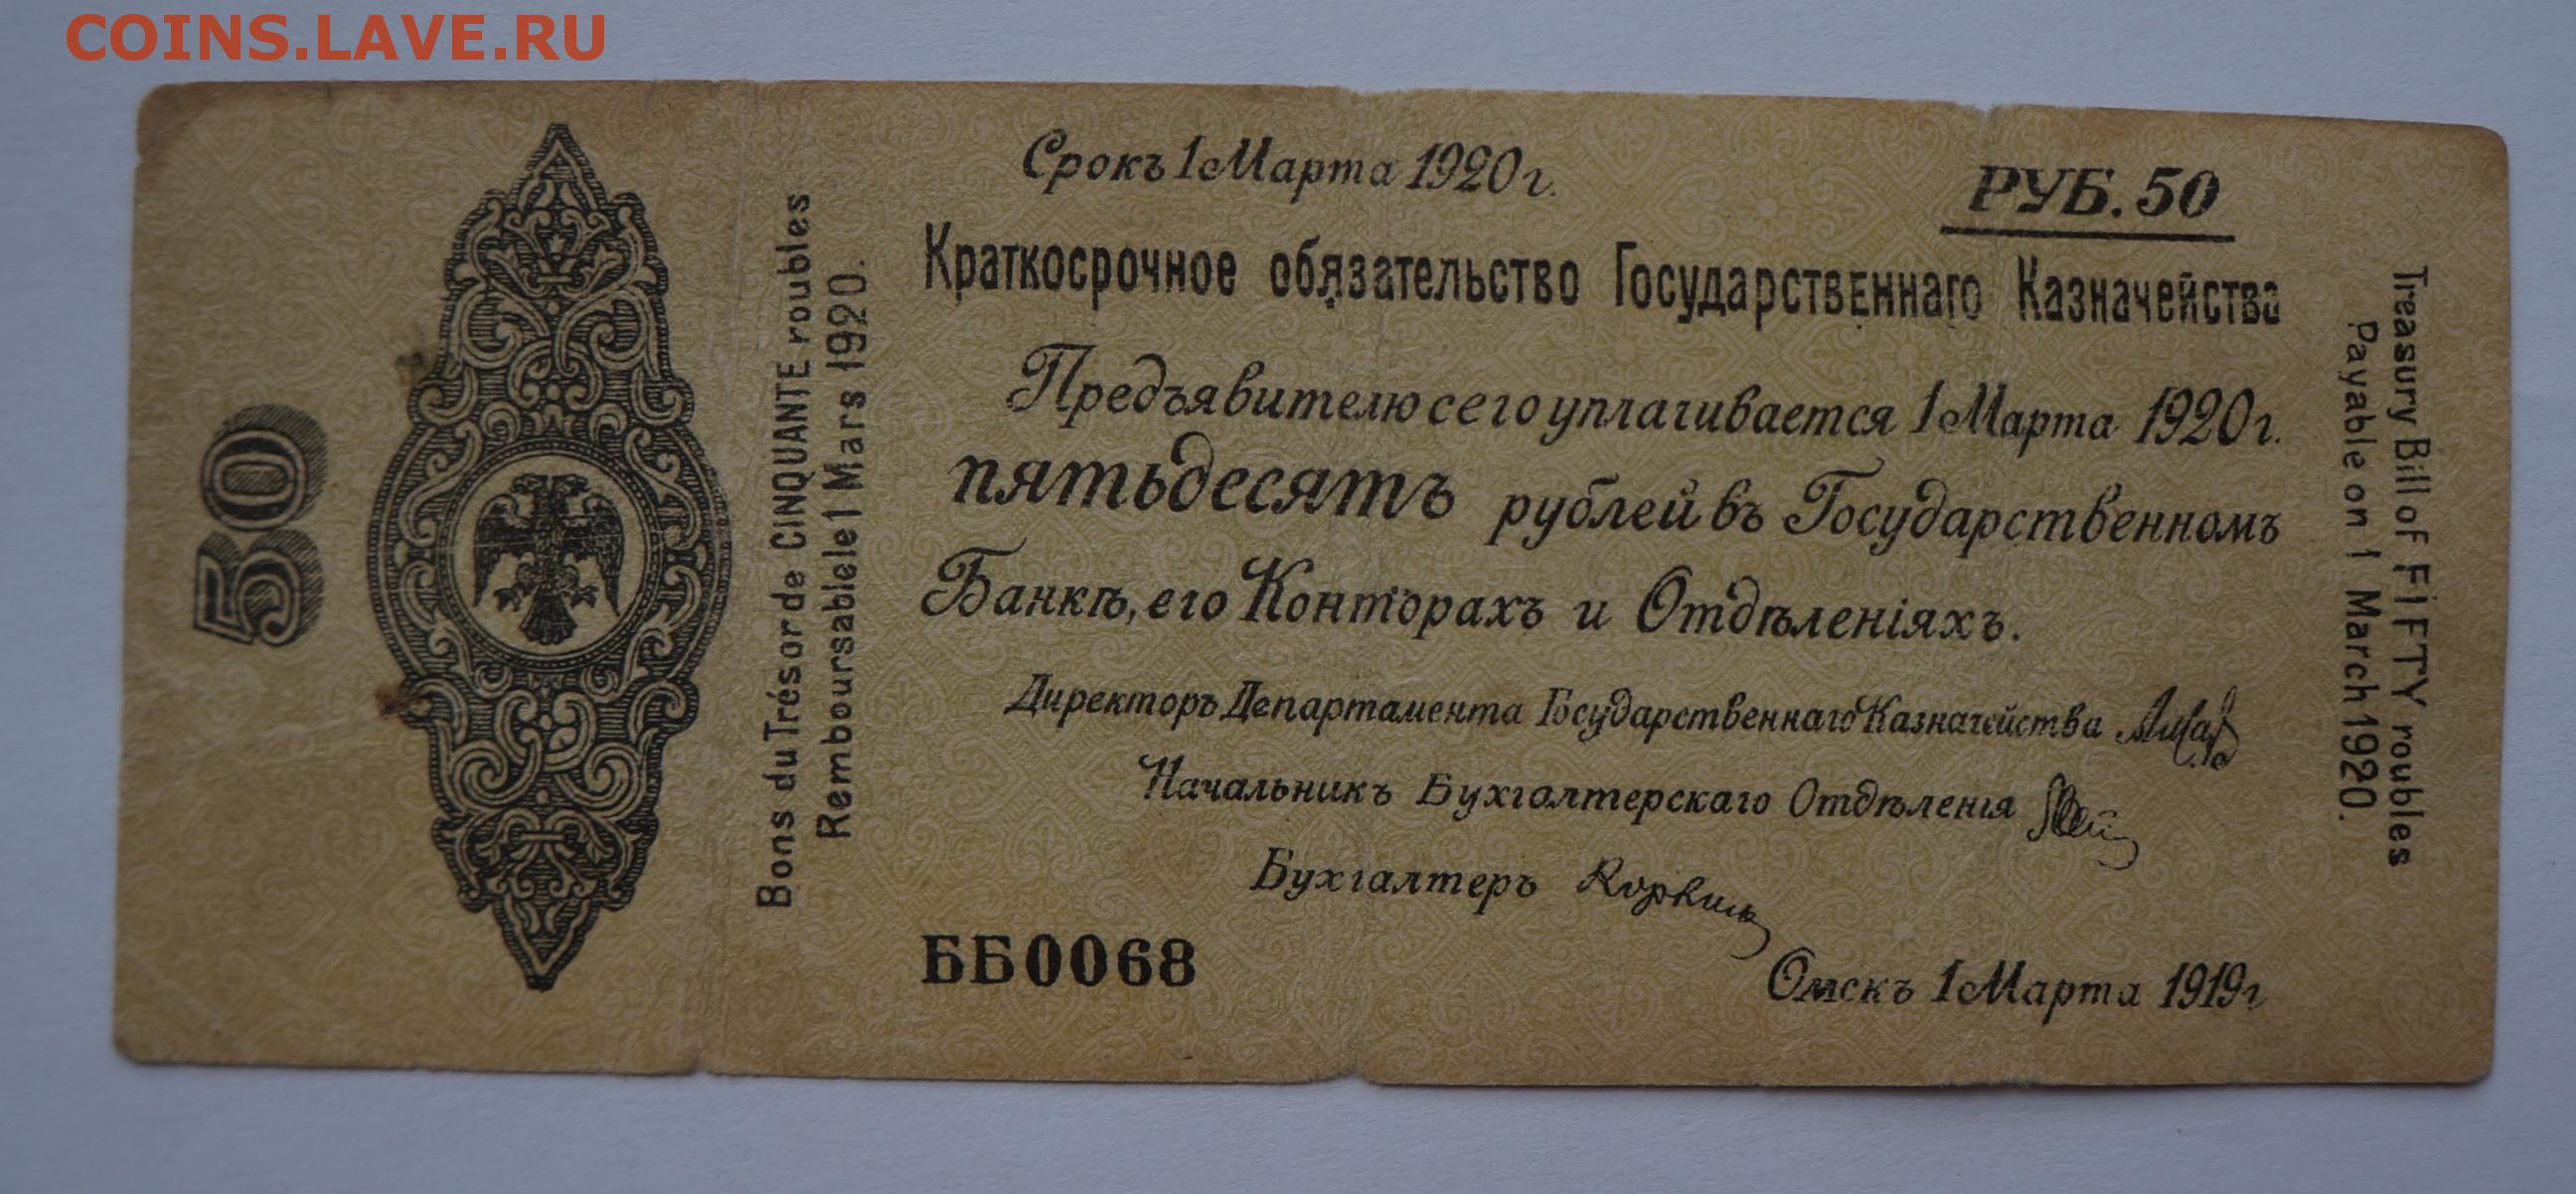 COINS.LAVE.RU
50
Bons du Trésor de CINQUANTE roubles
Remboursable le 1 Mars 1920.
Срокъ 1 Марта 1920 г.
РУБ. 50
Краткосрочное обязательство Государственнаго Казначейства
Предъявителю сего уплачивается 1 Марта 1920 г.
пятьдесятъ рублей въ Государственномъ
Банкѣ, его Конторахъ и Отдѣленіяхъ.
Директоръ Департамента Государственнаго Казначейства
Начальникъ Бухгалтерскаго Отдѣленія
Бухгалтеръ
ББ0068
Омскъ 1 Марта 1919 г
Treasury Bill of FIFTY roubles
Payable on 1 March 1920.